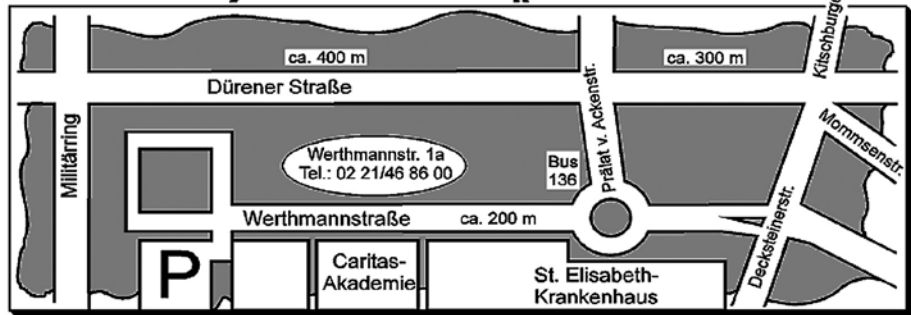 ca. 400 m
ca. 300 m
Kitschburge
Dürener Straße
Militärring
Prälat v. Ackenstr.
Mommsenstr.
Werthmannstr. 1a
Tel.: 02 21/46 86 00
Bus
136
Werthmannstraße
ca. 200 m
Decksteinerstr.
P
Caritas-
Akademie
St. Elisabeth-
Krankenhaus